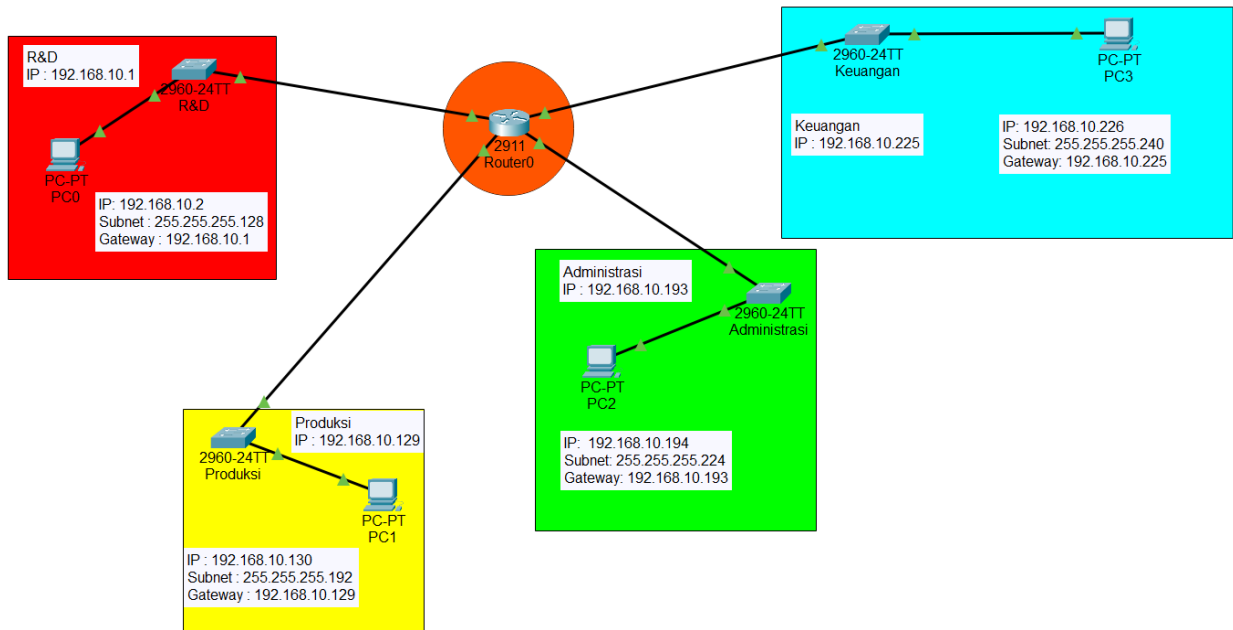 R&D
IP : 192.168.10.1
2960-24TT
R&D
PC-PT
PC0
IP: 192.168.10.2
Subnet : 255.255.255.128
Gateway : 192.168.10.1
2911
Router0
2960-24TT
Keuangan
PC-PT
PC3
Keuangan
IP : 192.168.10.225
IP: 192.168.10.226
Subnet: 255.255.255.240
Gateway: 192.168.10.225
Administrasi
IP : 192.168.10.193
2960-24TT
Administrasi
PC-PT
PC2
IP:  192.168.10.194
Subnet: 255.255.255.224
Gateway: 192.168.10.193
Produksi
IP : 192.168.10.129
2960-24TT
Produksi
PC-PT
PC1
IP : 192.168.10.130
Subnet : 255.255.255.192
Gateway : 192.168.10.129